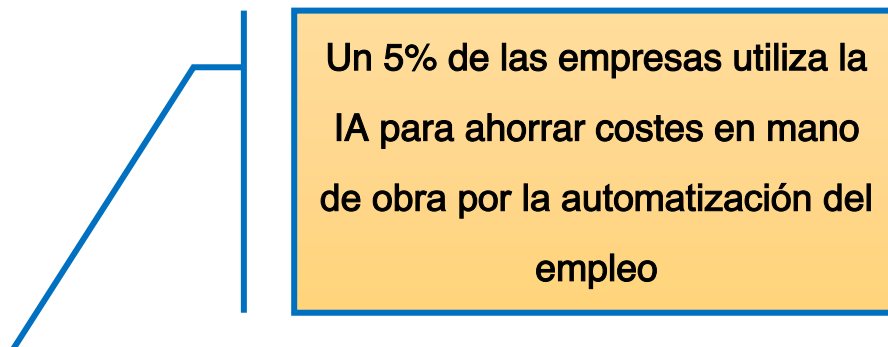 Un 5% de las empresas utiliza la
IA para ahorrar costes en mano
de obra por la automatización del
empleo